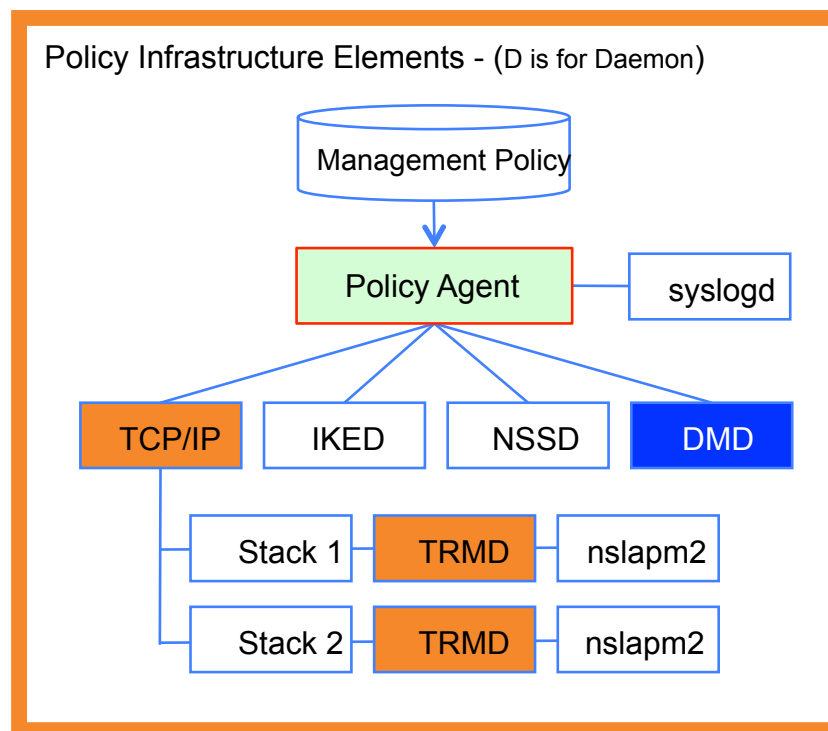 Policy Infrastructure Elements - (D is for Daemon)
Management Policy
Policy Agent
syslogd
TCP/IP
IKED
NSSD
DMD
Stack 1
TRMD
nslapm2
Stack 2
TRMD
nslapm2